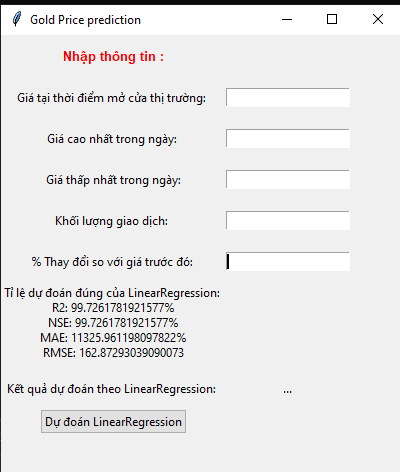 Gold Price prediction
Nhập thông tin :
Giá tại thời điểm mở cửa thị trường:
Giá cao nhất trong ngày:
Giá thấp nhất trong ngày:
Khối lượng giao dịch:
% Thay đổi so với giá trước đó:
Tỉ lệ dự đoán đúng của LinearRegression:
R2: 99.7261781921577%
NSE: 99.7261781921577%
MAE: 11325.961198097822%
RMSE: 162.87293039090073
Kết quả dự đoán theo LinearRegression: ...
Dự đoán LinearRegression